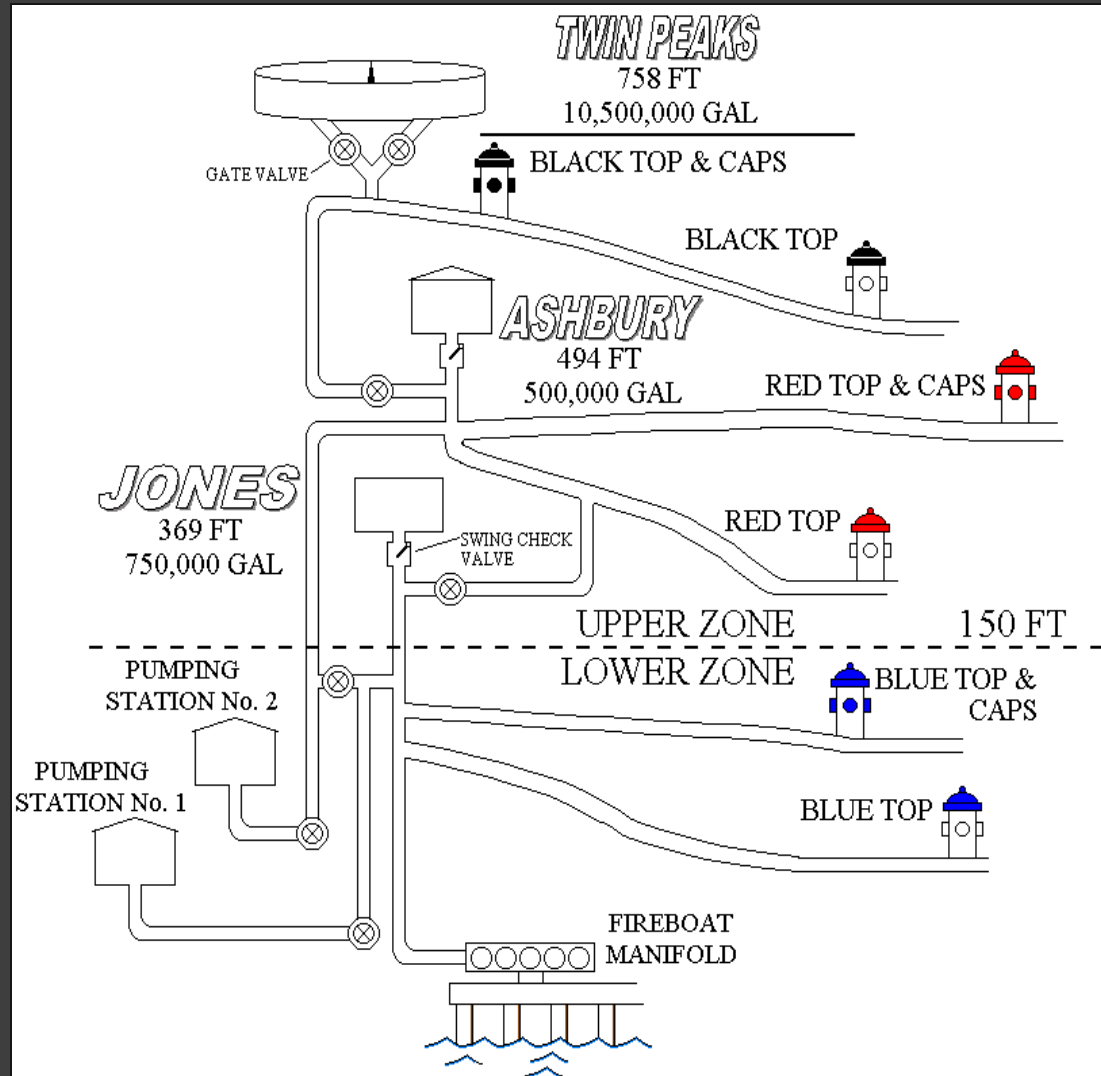 TWIN PEAKS
758 FT
10,500,000 GAL
BLACK TOP & CAPS
GATE VALVE
BLACK TOP
ASHBURY
494 FT
500,000 GAL
RED TOP & CAPS
JONES
369 FT
750,000 GAL
SWING CHECK
VALVE
RED TOP
UPPER ZONE
150 FT
LOWER ZONE
PUMPING
STATION No. 2
BLUE TOP &
CAPS
PUMPING
STATION No. 1
BLUE TOP
FIREBOAT
MANIFOLD